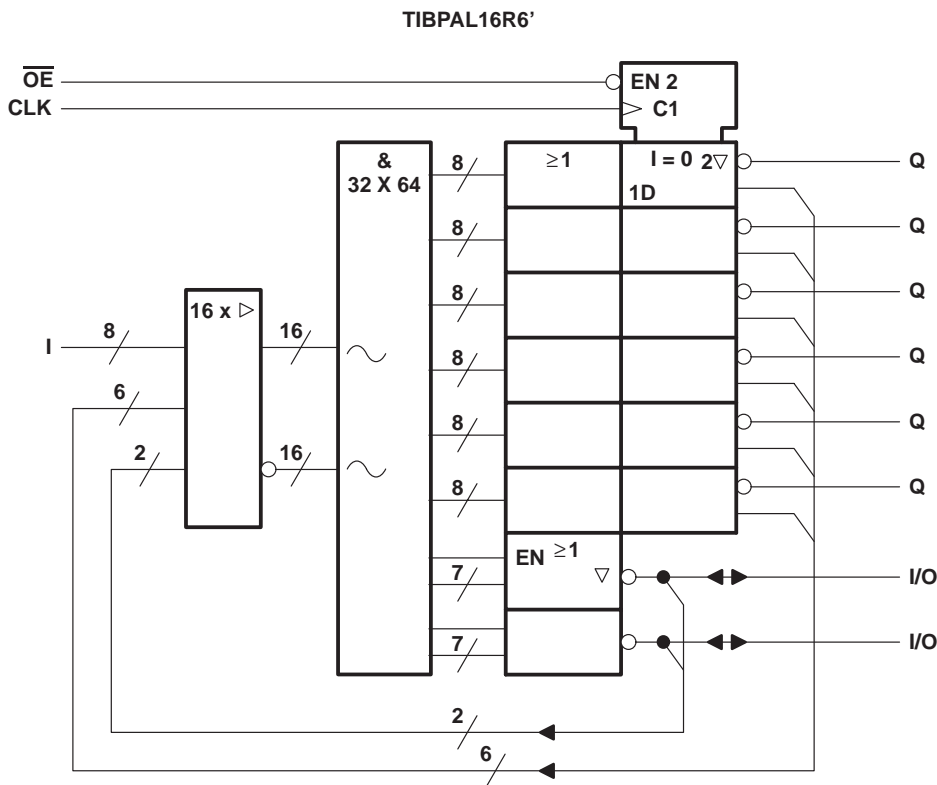 TIBPAL16R6’
OE
CLK
EN 2
C1
&
32 X 64
8
≥1
I = 0 2▽
1D
Q
8
Q
8
Q
16 x ▷
I
8
16
8
Q
6
8
Q
2
16
8
Q
EN ≥1
▽
7
I/O
7
I/O
2
6